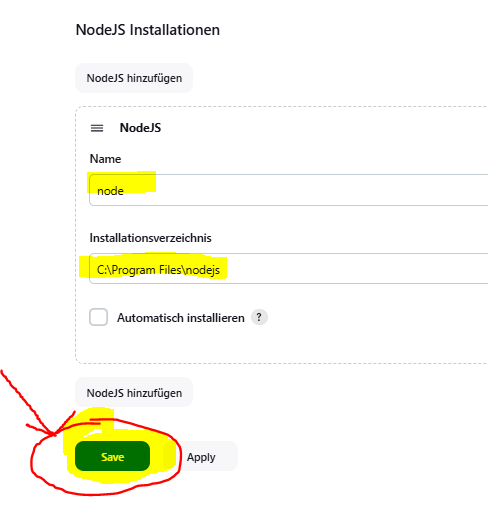 NodeJS Installationen
NodeJS hinzufügen
NodeJS
Name
node
Installationsverzeichnis
C:\Program Files\nodejs
Automatisch installieren ?
NodeJS hinzufügen
Save Apply